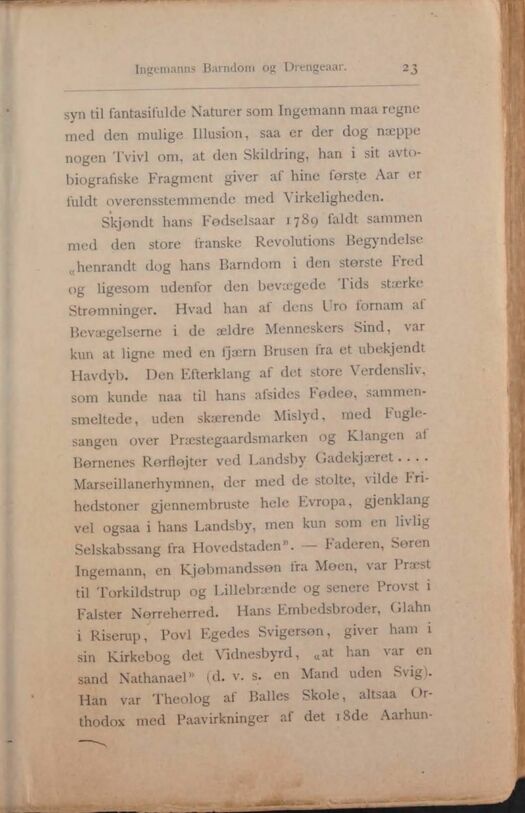 Ingemanns Barndom og Drengeaar. 23
syn til fantasifulde Naturer som Ingemann maa regne
med den mulige Illusion, saa er der dog næppe
nogen Tvivl om, at den Skildring, han i sit avto-
biografiske Fragment giver af hine første Aar er
fuldt overensstemmende med Virkeligheden.
Skjøndt hans Fødselsaar 1789 faldt sammen
med den store franske Revolutions Begyndelse
„henrandt dog hans Barndom i den største Fred
og ligesom udenfor den bevægede Tids stærke
Strømninger. Hvad han af dens Uro fornam af
Bevægelserne i de ældre Menneskers Sind, var
kun at ligne med en fjærn Brusen fra et ubekjendt
Havdyb. Den Efterklang af det store Verdensliv,
som kunde naa til hans afsides Fødeø, sammen-
smeltede, uden skærende Mislyd, med Fugle-
sangen over Præstegaardsmarken og Klangen af
Børnenes Rørfløjter ved Landsby Gadekjæret . . . .
Marseillanerhymnen, der med de stolte, vilde Fri-
hedstoner gjennembruste hele Evropa, gjenklang
vel ogsaa i hans Landsby, men kun som en livlig
Selskabssang fra Hovedstaden”. — Faderen, Søren
Ingemann, en Kjøbmandssøn fra Møen, var Præst
til Torkildstrup og Lillebrænde og senere Provst i
Falster Nørreherred. Hans Embedsbroder, Glahn
i Riserup, Povl Egedes Svigersøn, giver ham i
sin Kirkebog det Vidnesbyrd, „at han var en
sand Nathanael” (d. v. s. en Mand uden Svig).
Han var Theolog af Balles Skole, altsaa Or-
thodox med Paavirkninger af det 18de Aarhun-